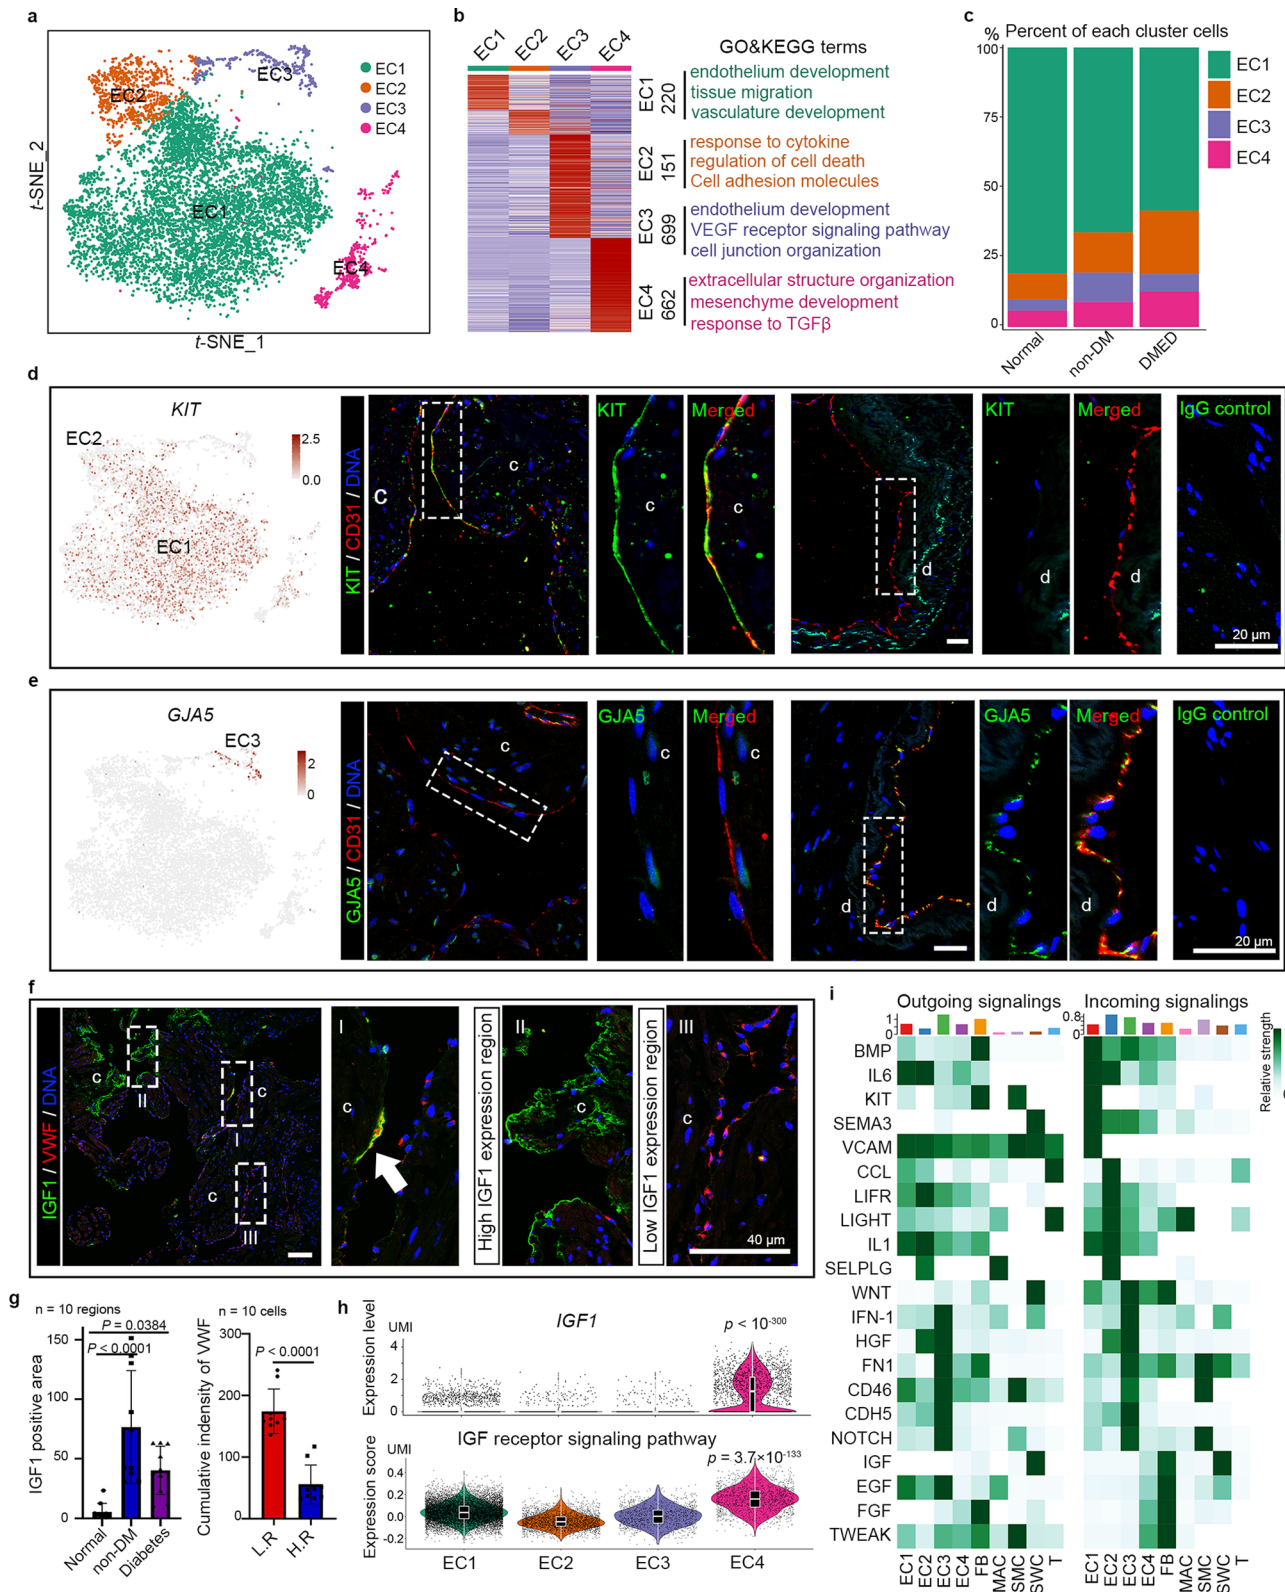 a
EC1
EC2
EC3
EC4
EC1
EC2
EC3
EC4
t-SNE_2
t-SNE_1
b
EC1 EC2 EC3 EC4
GO&KEGG terms
EC1 220
endothelium development
tissue migration
vasculature development
EC2 151
response to cytokine
regulation of cell death
Cell adhesion molecules
EC3 699
endothelium development
VEGF receptor signaling pathway
cell junction organization
EC4 662
extracellular structure organization
mesenchyme development
response to TGFβ
c
% Percent of each cluster cells
100
75
50
25
0
Normal non-DM DMED
EC1
EC2
EC3
EC4
d
KIT
EC2
EC1
2.5
0.0
KIT / CD31 / DNA
c
c
KIT
c
Merged
c
d
KIT
d
Merged
d
IgG control
20 µm
e
GJA5
EC3
2
0
GJA5 / CD31 / DNA
c
GJA5
c
Merged
c
d
GJA5
d
Merged
d
IgG control
20 µm
f
IGF1 / VWF / DNA
c
c
c
I
II
III
I
c
High IGF1 expression region
II
c
Low IGF1 expression region
III
c
40 µm
g
n = 10 regions
P = 0.0384
P < 0.0001
IGF1 positive area
150
100
50
0
Normal non-DM Diabetes
n = 10 cells
P < 0.0001
Cumulative indensity of VWF
300
200
100
0
L.R H.R
h
IGF1
UMI
p < 10-300
Expression level
4
2
0
IGF receptor signaling pathway
UMI
p = 3.7×10-133
Expression score
0.4
0.2
0.0
-0.2
EC1 EC2 EC3 EC4
i
Outgoing signalings
Incoming signalings
1
0
0.8
0
Relative strength
BMP
IL6
KIT
SEMA3
VCAM
CCL
LIFR
LIGHT
IL1
SELPLG
WNT
IFN-1
HGF
FN1
CD46
CDH5
NOTCH
IGF
EGF
FGF
TWEAK
EC1 EC2 EC3 EC4 FB MAC SMC SWC T
EC1 EC2 EC3 EC4 FB MAC SMC SWC T